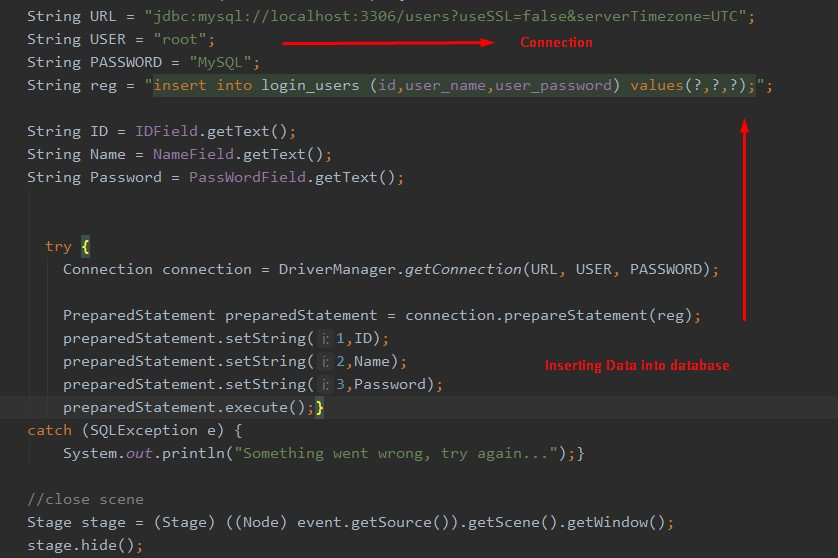 String URL = "jdbc:mysql://localhost:3306/users?useSSL=false&serverTimezone=UTC";
String USER = "root";
Connection
String PASSWORD = "MySQL";
String reg = "insert into login_users (id,user_name,user_password) values(?,?,?);";
String ID = IDField.getText();
String Name = NameField.getText();
String Password = PassWordField.getText();
try {
Connection connection = DriverManager.getConnection(URL, USER, PASSWORD);
PreparedStatement preparedStatement = connection.prepareStatement(reg);
preparedStatement.setString( i: 1,ID);
preparedStatement.setString( i: 2,Name);
Inserting Data into database
preparedStatement.setString( i: 3,Password);
preparedStatement.execute();}
catch (SQLException e) {
System.out.println("Something went wrong, try again...");}
//close scene
Stage stage = (Stage) ((Node) event.getSource()).getScene().getWindow();
stage.hide();